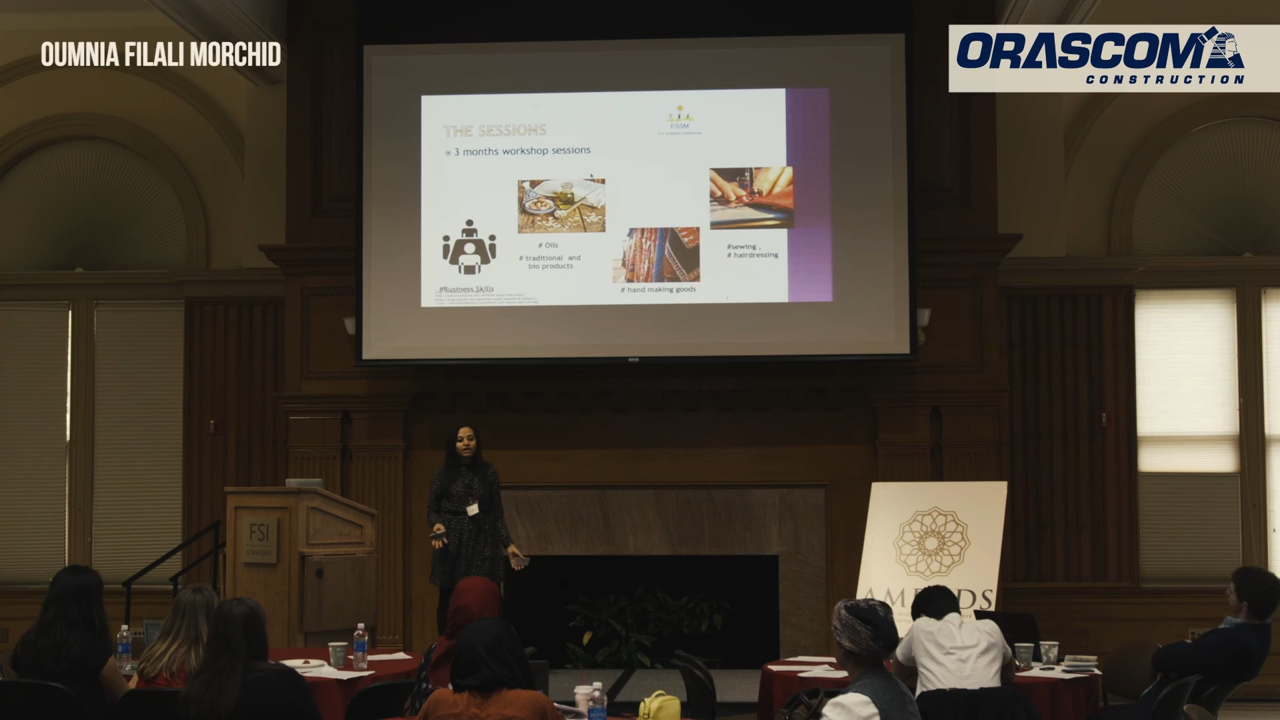 OUMNIA FILALI MORCHID
ORASCOM
CONSTRUCTION
THE SESSIONS
3 months workshop sessions
# Oils
# traditional and
bio products
#sewing ,
# hairdressing
#Business Skills
# hand making goods
FSI
STANFORD